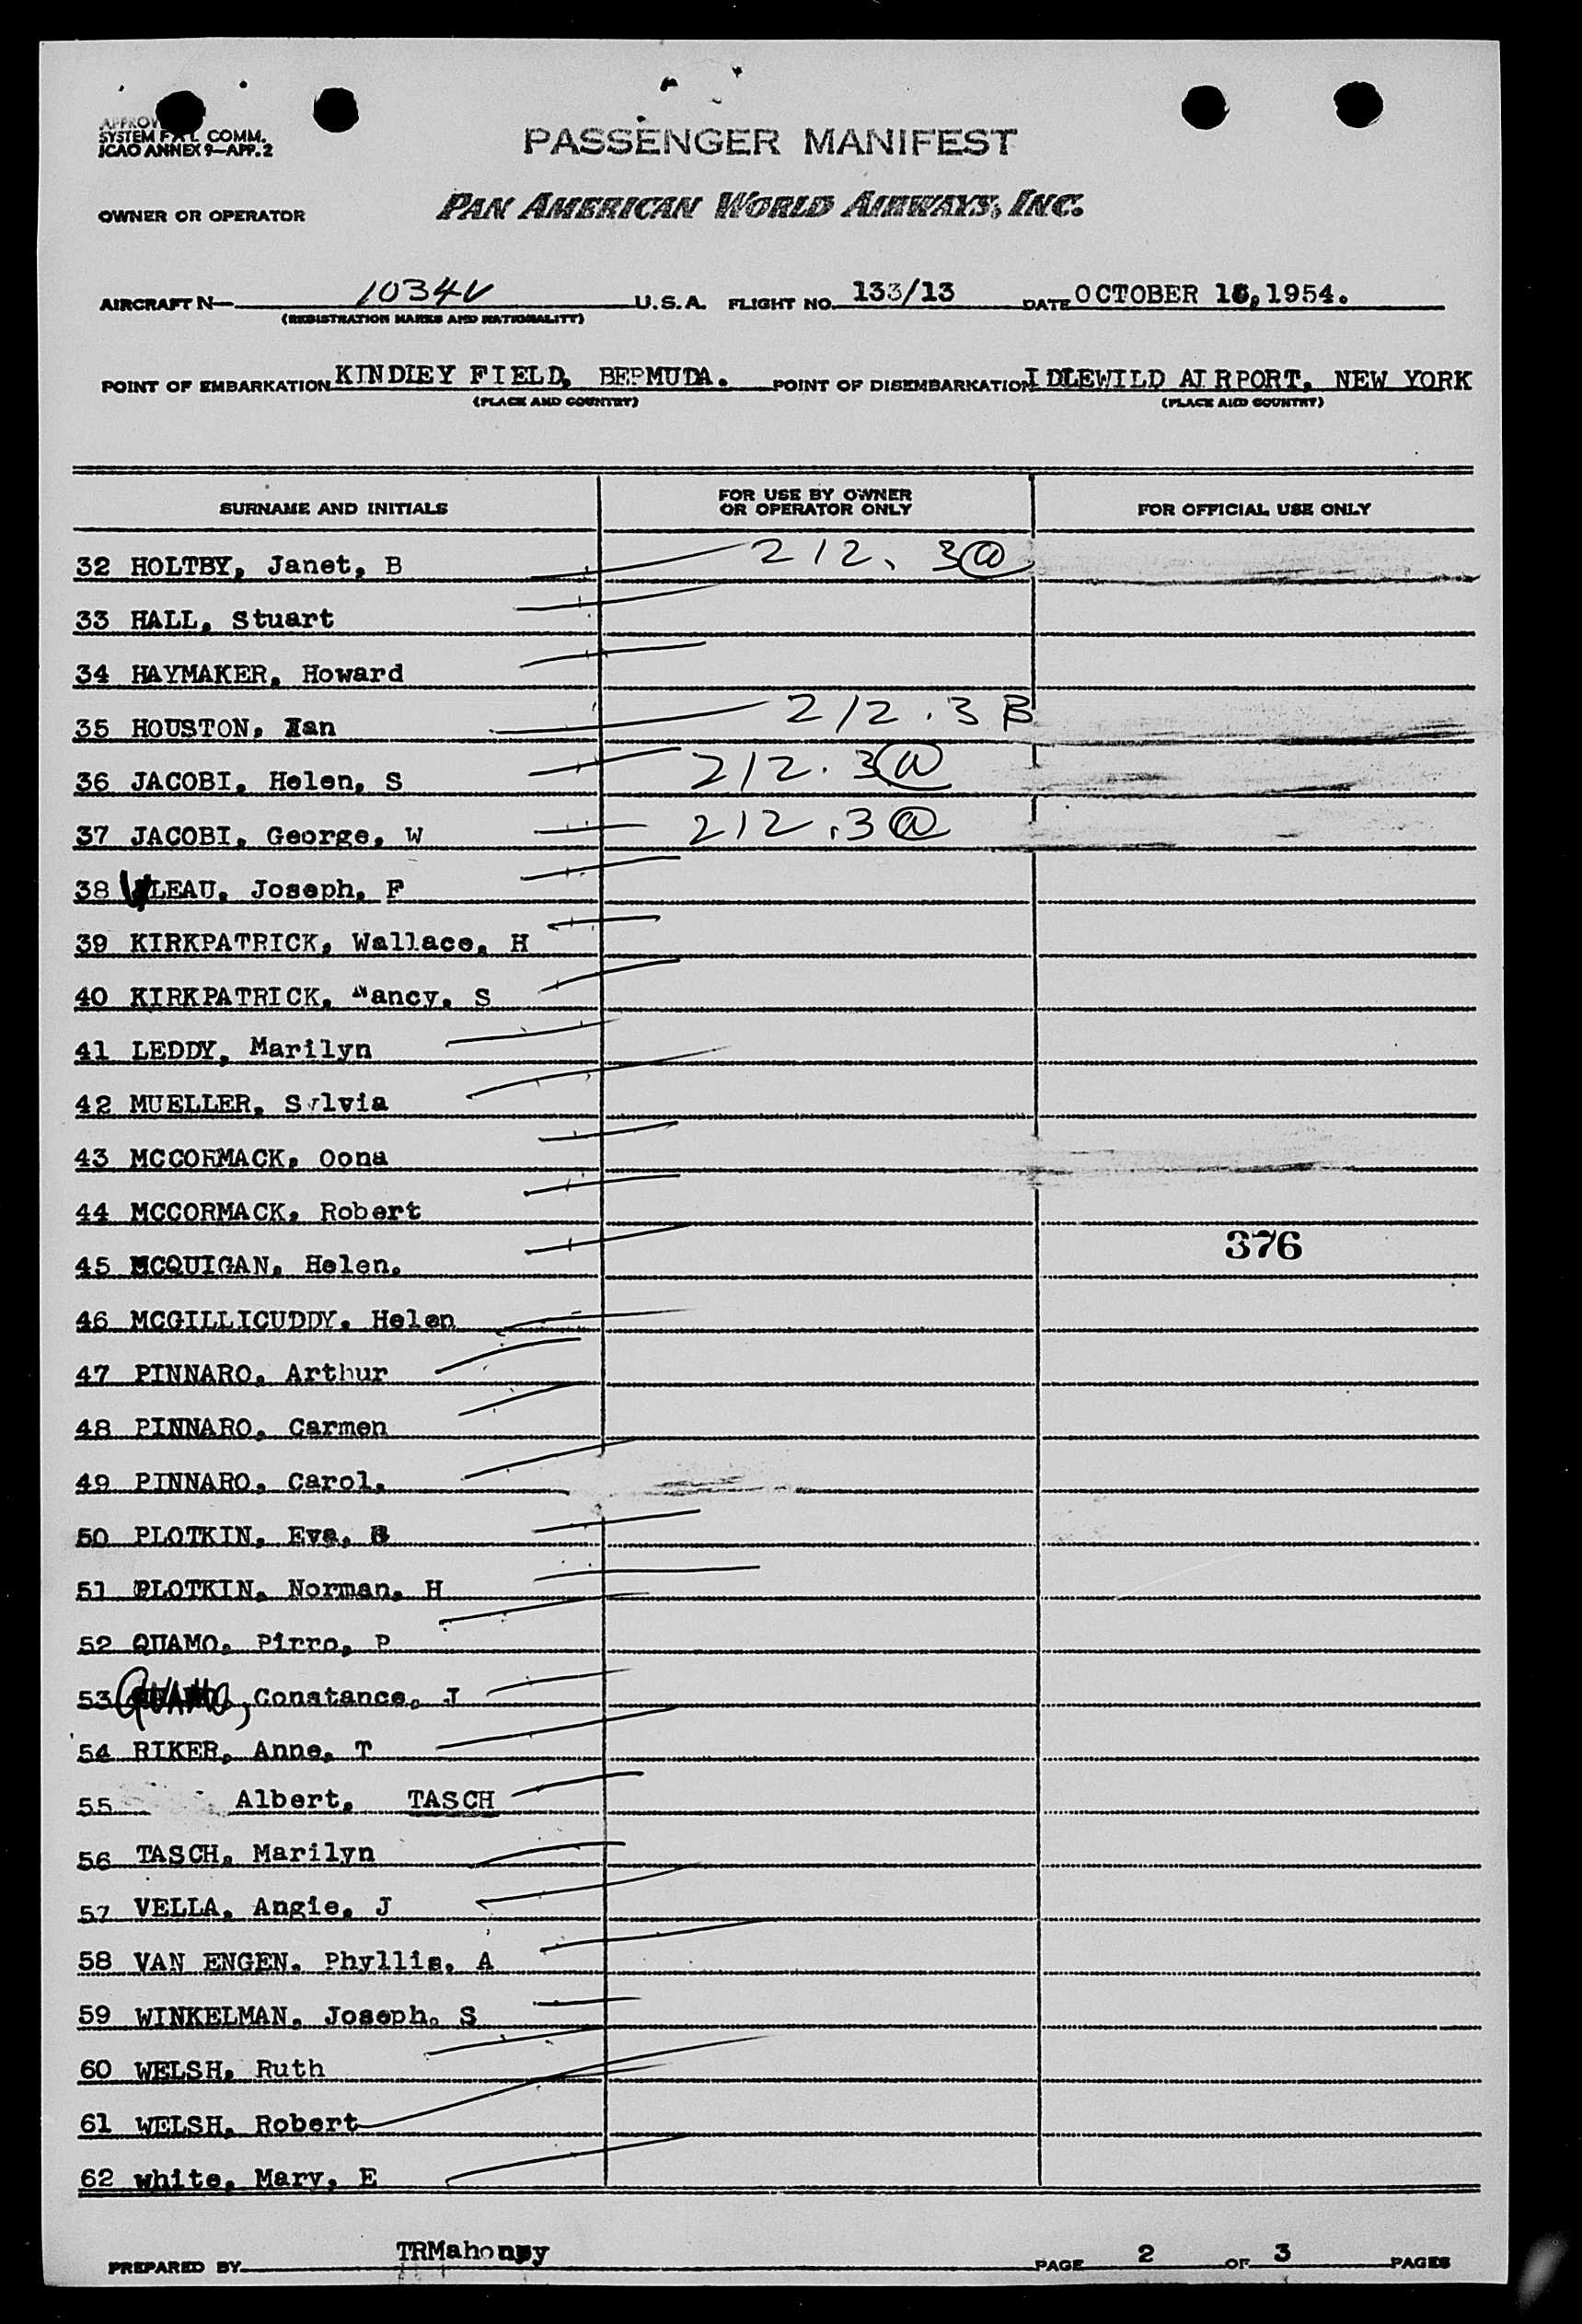 SYSTEM COMM.
ICAO ANNEX 9—APP. 2
PASSENGER MANIFEST
OWNER OR OPERATOR PAN AMERICAN WORLD AIRWAYS, INC.
AIRCRAFT N— 1034V U.S.A. FLIGHT NO. 133/13 DATE OCTOBER 16, 1954.
(REGISTRATION MARKS AND NATIONALITY)
POINT OF EMBARKATION KINDLEY FIELD, BERMUDA. POINT OF DISEMBARKATION IDLEWILD AIRPORT, NEW YORK
(PLACE AND COUNTRY) (PLACE AND COUNTRY)
SURNAME AND INITIALS FOR USE BY OWNER OR OPERATOR ONLY FOR OFFICIAL USE ONLY
32 HOLTBY, Janet, B 212. 3@
33 HALL, Stuart
34 HAYMAKER, Howard
35 HOUSTON, Ian 212.3 B
36 JACOBI, Helen, S 212.3@
37 JACOBI, George, W 212.3@
38 LEAU, Joseph, F
39 KIRKPATRICK, Wallace, H
40 KIRKPATRICK, Nancy, S
41 LEDDY, Marilyn
42 MUELLER, Sylvia
43 MCCORMACK, Oona
44 MCCORMACK, Robert
376
45 MCQUIGAN, Helen.
46 MCGILLICUDDY, Helen
47 PINNARO, Arthur
48 PINNARO, Carmen
49 PINNARO, Carol.
50 PLOTKIN, Eva,
51 PLOTKIN, Norman, H
52 QUAMO, Pirro, P
53 QUAMO, Constance, J
54 RIKER, Anne, T
55 Albert, TASCH
56 TASCH, Marilyn
57 VELLA, Angie, J
58 VAN ENGEN, Phyllis, A
59 WINKELMAN, Joseph. S
60 WELSH, Ruth
61 WELSH, Robert
62 white, Mary, E
PREPARED BY TRMahoney PAGE 2 OF 3 PAGES